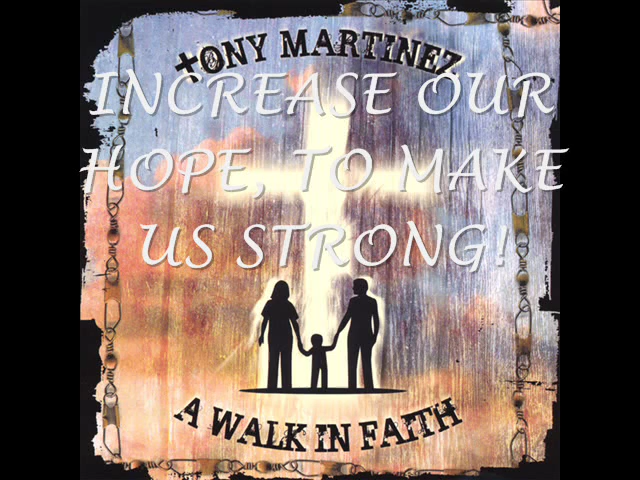 TONY MARTINEZ
INCREASE OUR
HOPE, TO MAKE
US STRONG!
A WALK IN FAITH